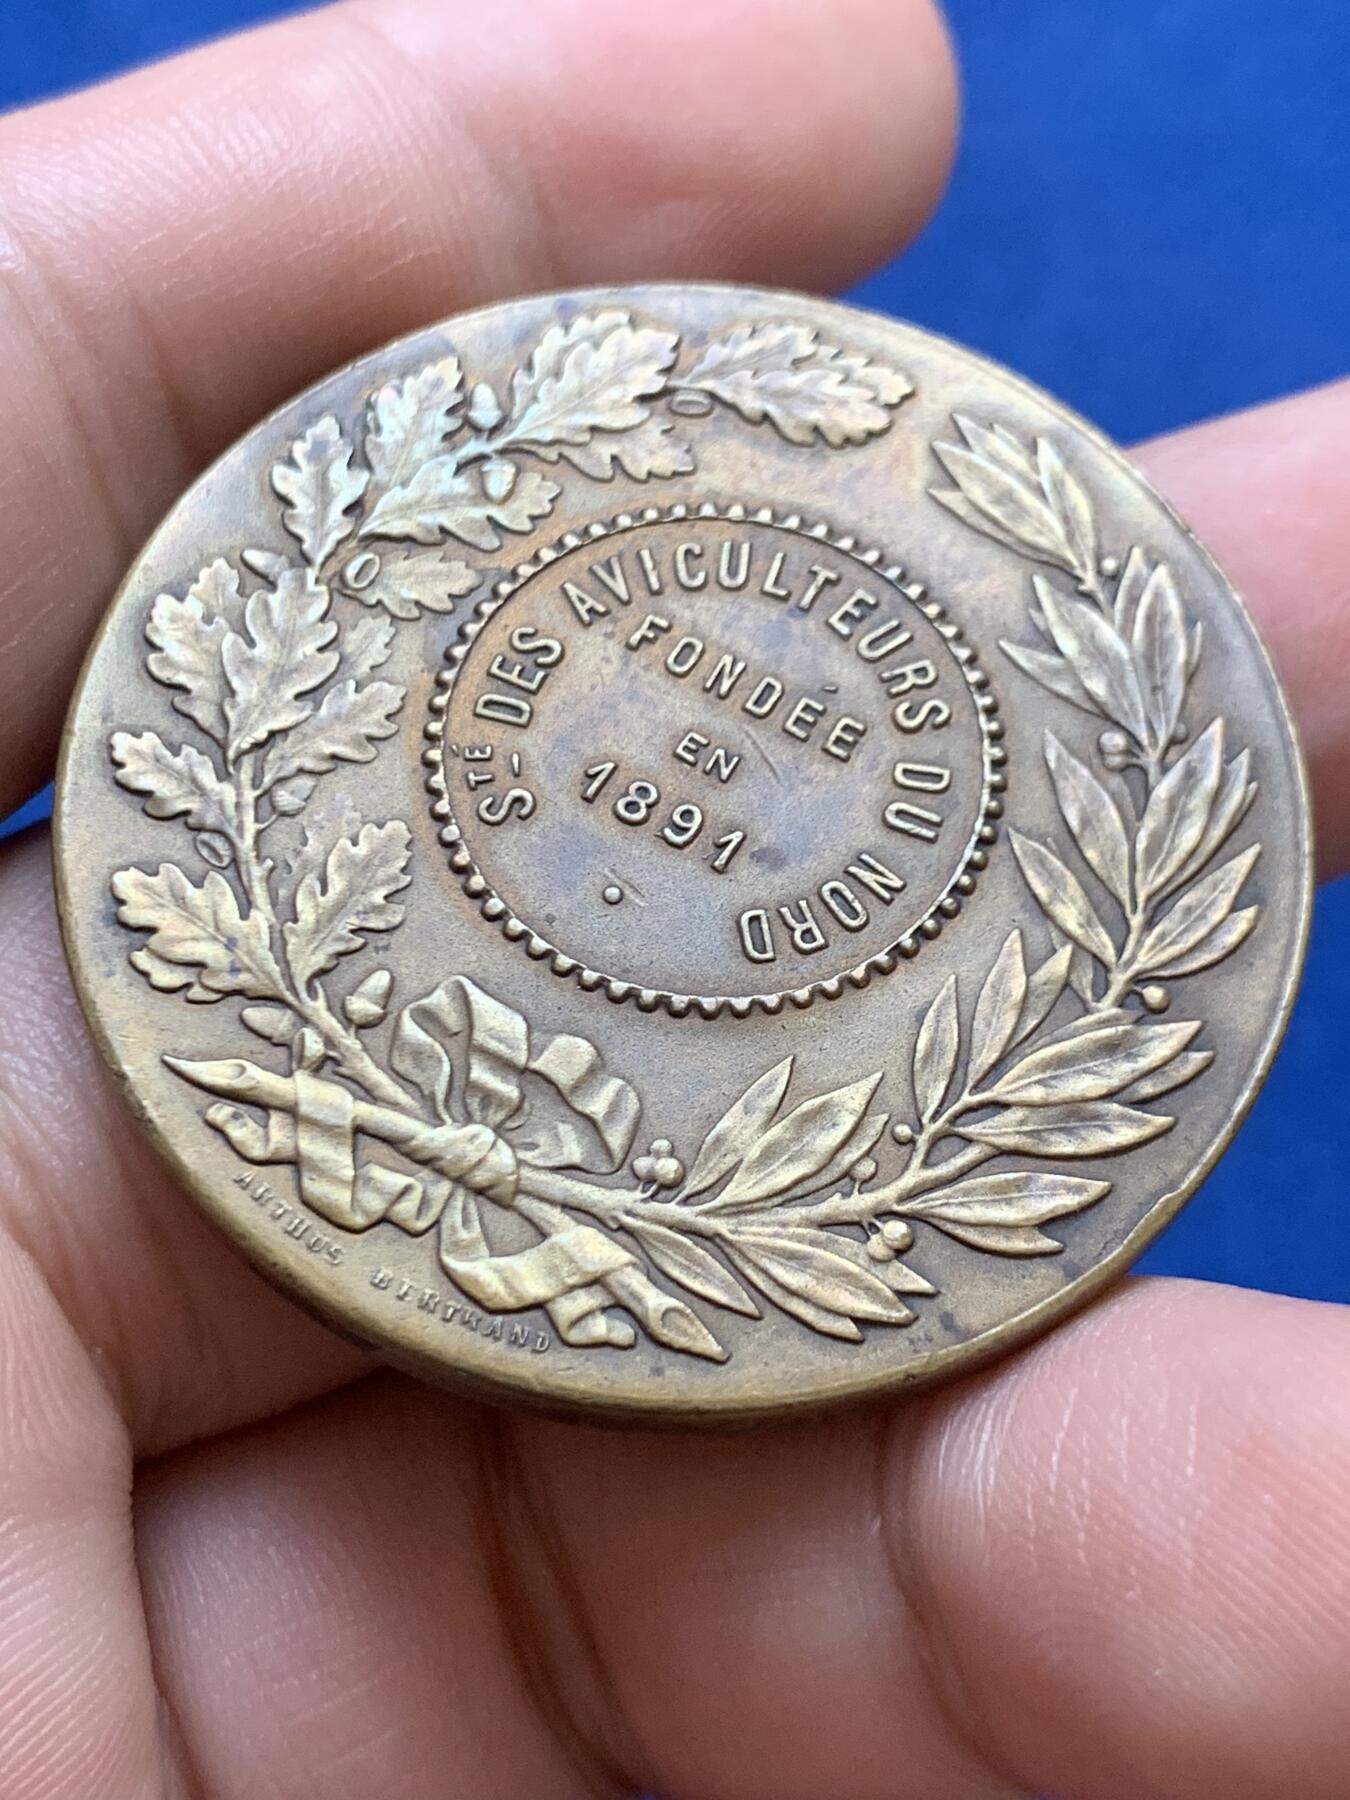 STÉ DES AVICULTEURS DU NORD
FONDÉE
EN
1891
ARTHUS BERTRAND